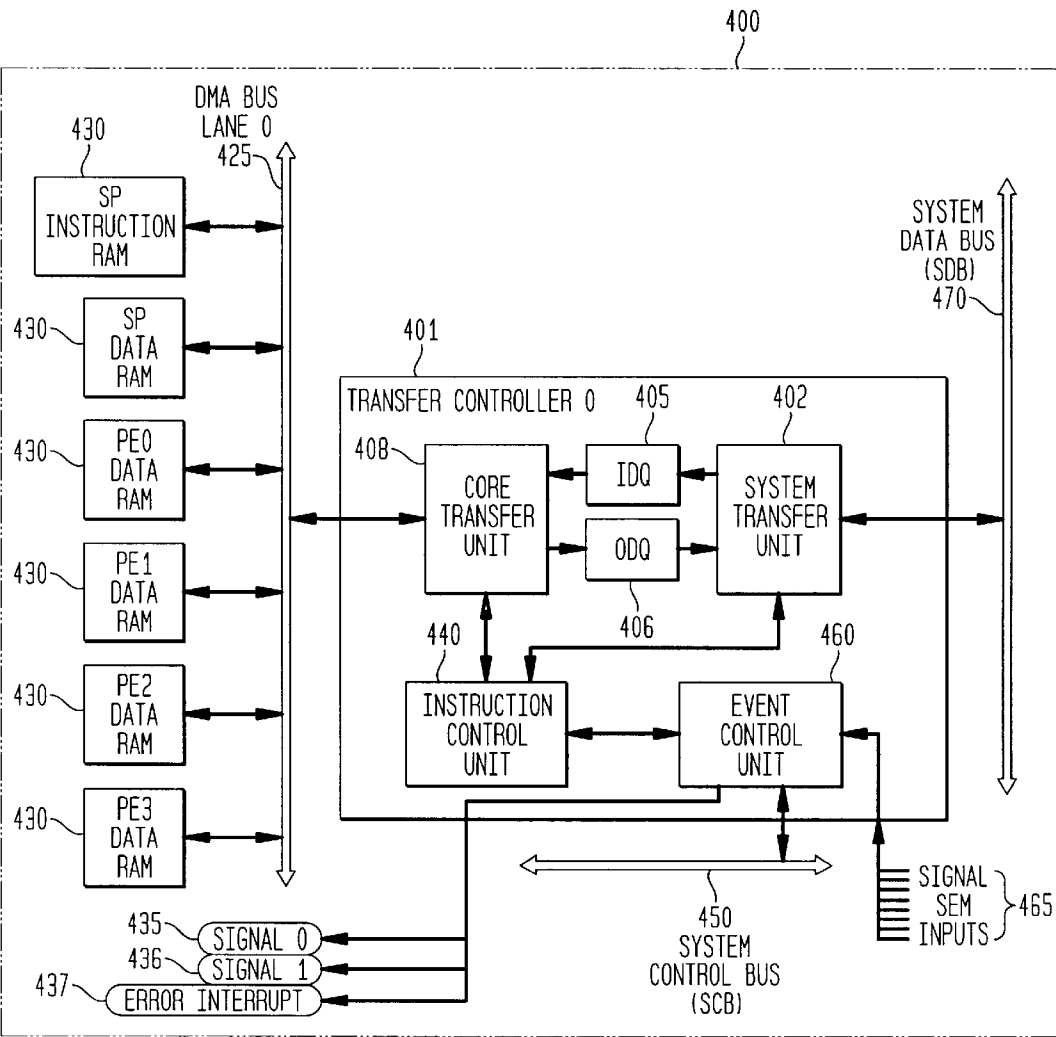 400
DMA BUS
LANE 0
425
430
SP
INSTRUCTION
RAM
SYSTEM
DATA BUS
(SDB)
470
430
SP
DATA
RAM
401
TRANSFER CONTROLLER 0
405
402
430
PE0
DATA
RAM
408
CORE
TRANSFER
UNIT
IDQ
SYSTEM
TRANSFER
UNIT
ODQ
406
430
PE1
DATA
RAM
440
INSTRUCTION
CONTROL
UNIT
460
EVENT
CONTROL
UNIT
430
PE2
DATA
RAM
430
PE3
DATA
RAM
450
SYSTEM
CONTROL BUS
(SCB)
SIGNAL
SEM
INPUTS
465
435
SIGNAL 0
436
SIGNAL 1
437
ERROR INTERRUPT